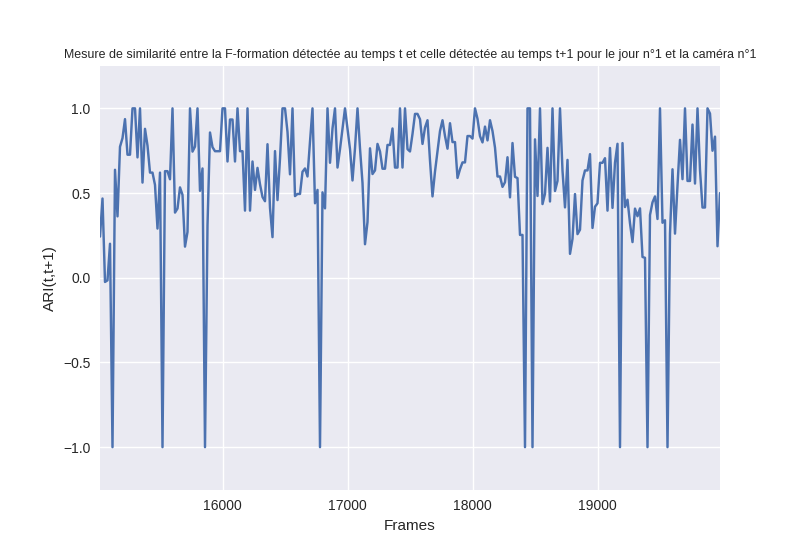 Mesure de similarité entre la F-formation détectée au temps t et celle détectée au temps t+1 pour le jour n°1 et la caméra n°1
1.0
0.5
0.0
−0.5
−1.0
ARI(t,t+1)
16000 17000 18000 19000
Frames